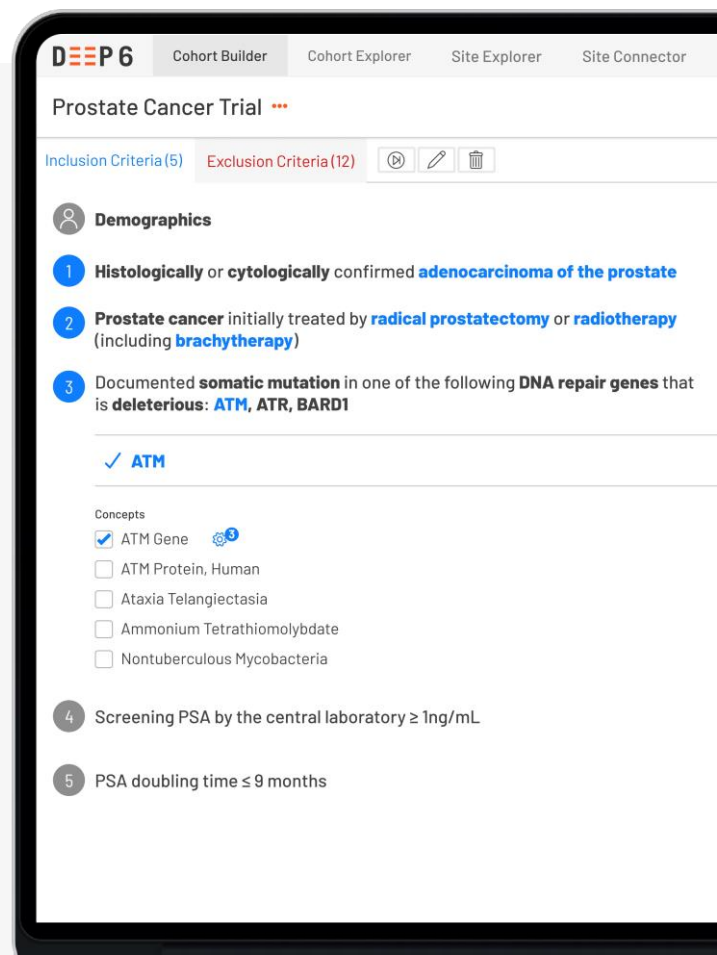 DEEP 6
Cohort Builder
Cohort Explorer
Site Explorer
Site Connector
Prostate Cancer Trial
Inclusion Criteria (5)
Exclusion Criteria (12)
Demographics
1 Histologically or cytologically confirmed adenocarcinoma of the prostate
2 Prostate cancer initially treated by radical prostatectomy or radiotherapy
(including brachytherapy)
3 Documented somatic mutation in one of the following DNA repair genes that
is deleterious: ATM, ATR, BARD1
ATM
Concepts
ATM Gene 3
ATM Protein, Human
Ataxia Telangiectasia
Ammonium Tetrathiomolybdate
Nontuberculous Mycobacteria
4 Screening PSA by the central laboratory ≥ 1ng/mL
5 PSA doubling time ≤ 9 months